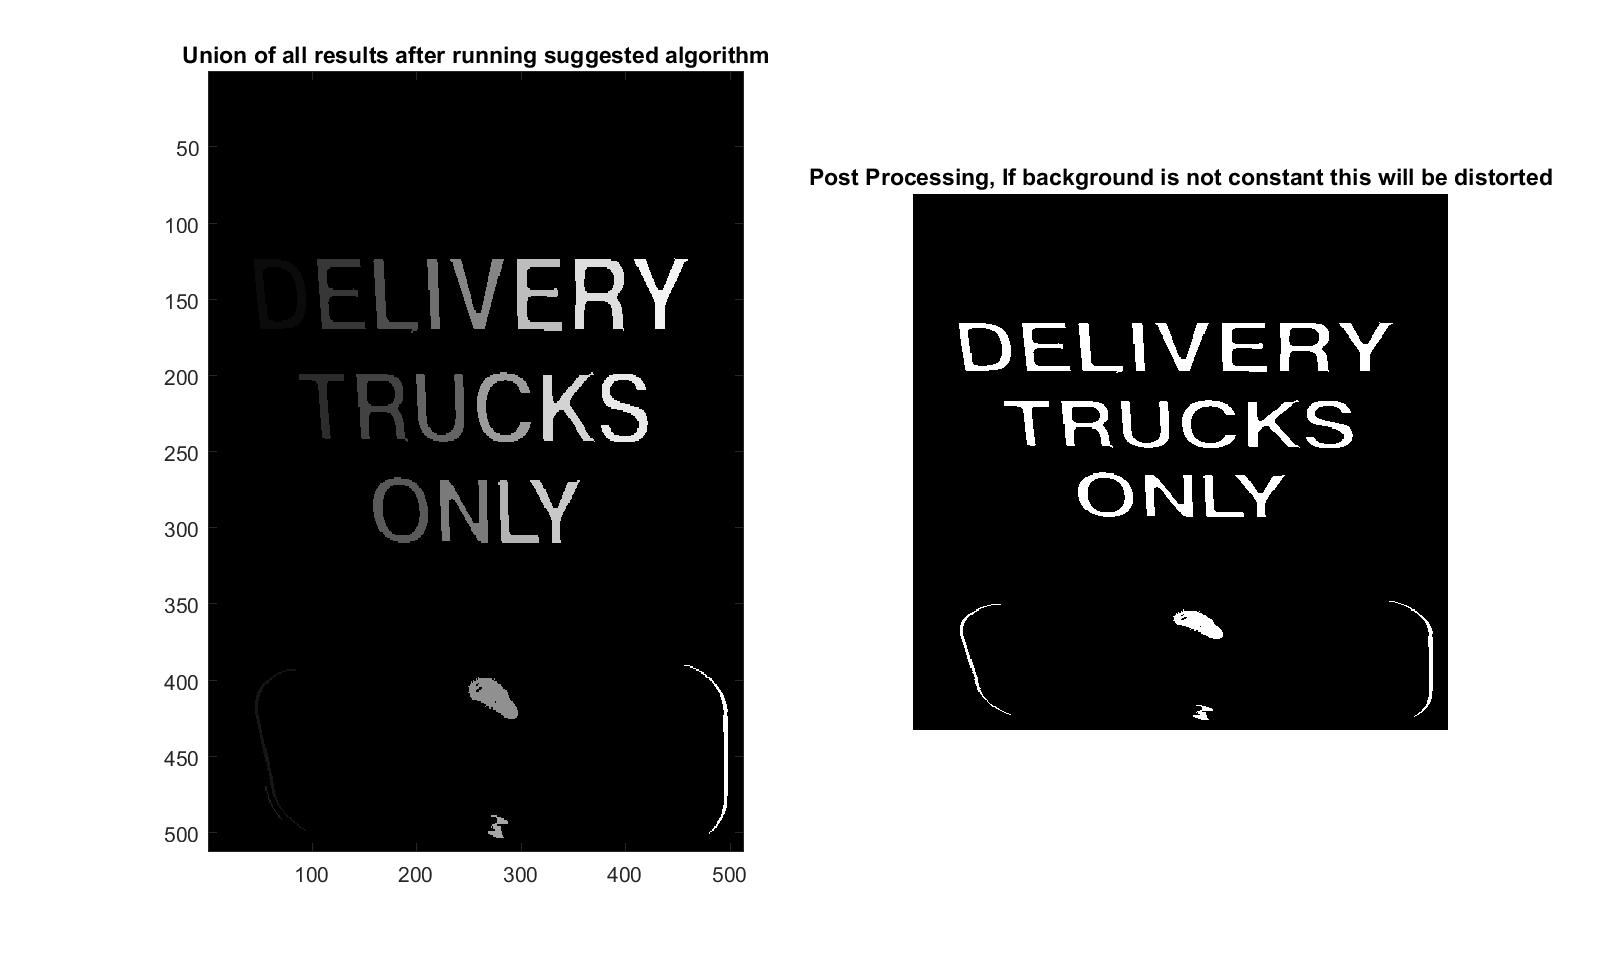 Union of all results after running suggested algorithm
50
100
150
200
250
300
350
400
450
500
100 200 300 400 500
DELIVERY
TRUCKS
ONLY
Post Processing, If background is not constant this will be distorted
DELIVERY
TRUCKS
ONLY